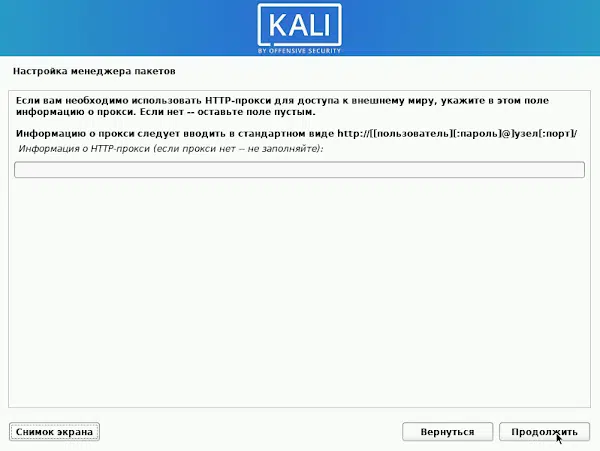 KALI
BY OFFENSIVE SECURITY
Настройка менеджера пакетов
Если вам необходимо использовать HTTP-прокси для доступа к внешнему миру, укажите в этом поле
информацию о прокси. Если нет -- оставьте поле пустым.
Информацию о прокси следует вводить в стандартном виде http://[[пользователь][:пароль]@]узел[:порт]/
Информация о HTTP-прокси (если прокси нет -- не заполняйте):
Снимок экрана
Вернуться
Продолжить